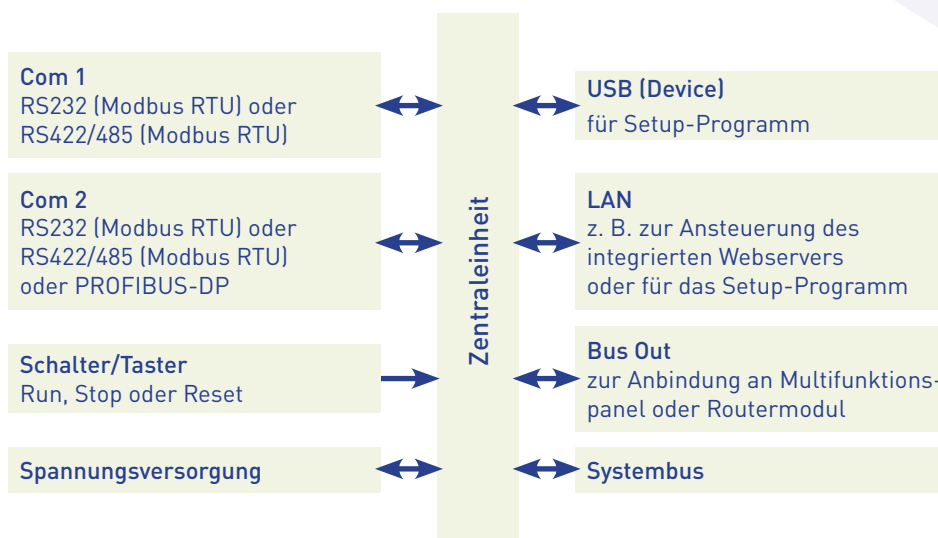 Com 1
RS232 (Modbus RTU) oder
RS422/485 (Modbus RTU)
Com 2
RS232 (Modbus RTU) oder
RS422/485 (Modbus RTU)
oder PROFIBUS-DP
Schalter/Taster
Run, Stop oder Reset
Spannungsversorgung
Zentraleinheit
USB (Device)
für Setup-Programm
LAN
z. B. zur Ansteuerung des
integrierten Webservers
oder für das Setup-Programm
Bus Out
zur Anbindung an Multifunktions-
panel oder Routermodul
Systembus